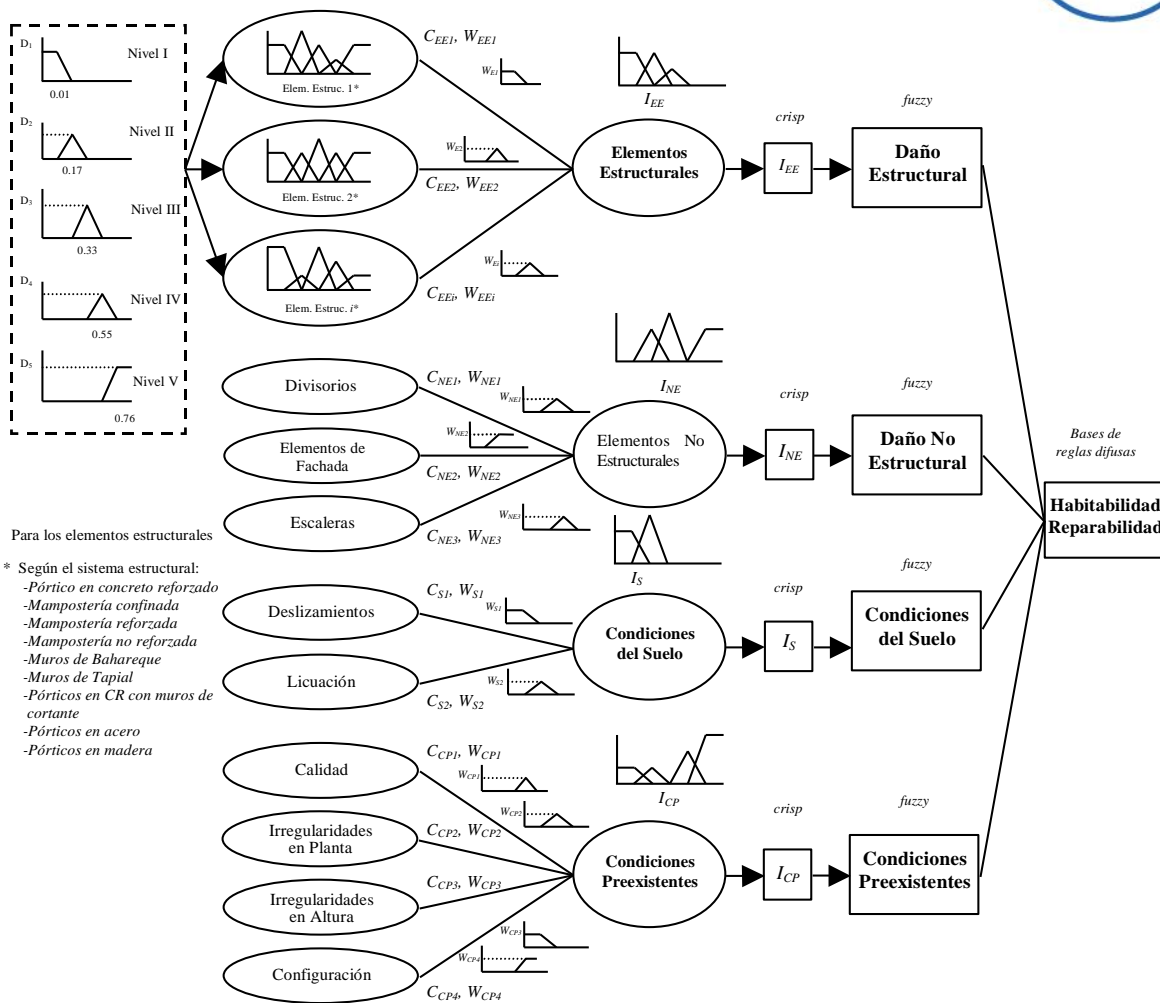 D1
Nivel I
0.01
D2
Nivel II
0.17
D3
Nivel III
0.33
D4
Nivel IV
0.55
D5
Nivel V
0.76
Elem. Estruc. 1*
Elem. Estruc. 2*
Elem. Estruc. i*
CEE1, WEE1
WE1
WE2
CEE2, WEE2
WEi
CEEi, WEEi
IEE
Elementos
Estructurales
crisp
IEE
fuzzy
Daño
Estructural
Divisorios
Elementos de
Fachada
Escaleras
CNE1, WNE1
WNE1
WNE2
CNE2, WNE2
WNE3
CNE3, WNE3
INE
Elementos No
Estructurales
crisp
INE
fuzzy
Daño No
Estructural
Bases de
reglas difusas
Habitabilidad
Reparabilidad
Para los elementos estructurales
* Según el sistema estructural:
-Pórtico en concreto reforzado
-Mampostería confinada
-Mampostería reforzada
-Mampostería no reforzada
-Muros de Bahareque
-Muros de Tapial
-Pórticos en CR con muros de
cortante
-Pórticos en acero
-Pórticos en madera
Deslizamientos
Licuación
CS1, WS1
WS1
WS2
CS2, WS2
IS
Condiciones
del Suelo
crisp
IS
fuzzy
Condiciones
del Suelo
Calidad
Irregularidades
en Planta
Irregularidades
en Altura
Configuración
CCP1, WCP1
WCP1
WCP2
CCP2, WCP2
CCP3, WCP3
WCP3
WCP4
CCP4, WCP4
ICP
Condiciones
Preexistentes
crisp
ICP
fuzzy
Condiciones
Preexistentes